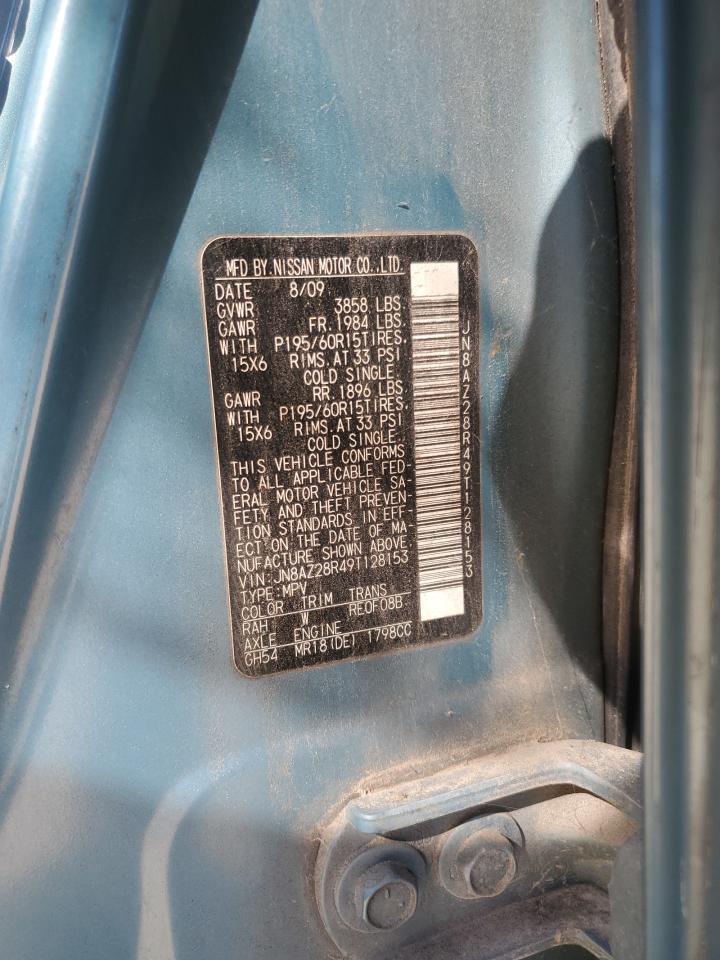 MFD BY.NISSAN MOTOR CO.,LTD.
DATE 8/09
GVWR 3858 LBS.
GAWR FR. 1984 LBS.
WITH P195/60R15TIRES,
15X6 RIMS,AT 33 PSI
COLD SINGLE,
GAWR RR. 1896 LBS.
WITH P195/60R15TIRES,
15X6 RIMS,AT 33 PSI
COLD SINGLE,
THIS VEHICLE CONFORMS
TO ALL APPLICABLE FED-
ERAL MOTOR VEHICLE SA-
FETY AND THEFT PREVEN-
TION STANDARDS IN EFF-
ECT ON THE DATE OF MA-
NUFACTURE SHOWN ABOVE.
VIN:JN8AZ28R49T128153
TYPE:MPV
COLOR TRIM TRANS
RAH W RE0F08B
AXLE ENGINE
GH54 MR18(DE) 1798CC
JN8AZ28R49T128153